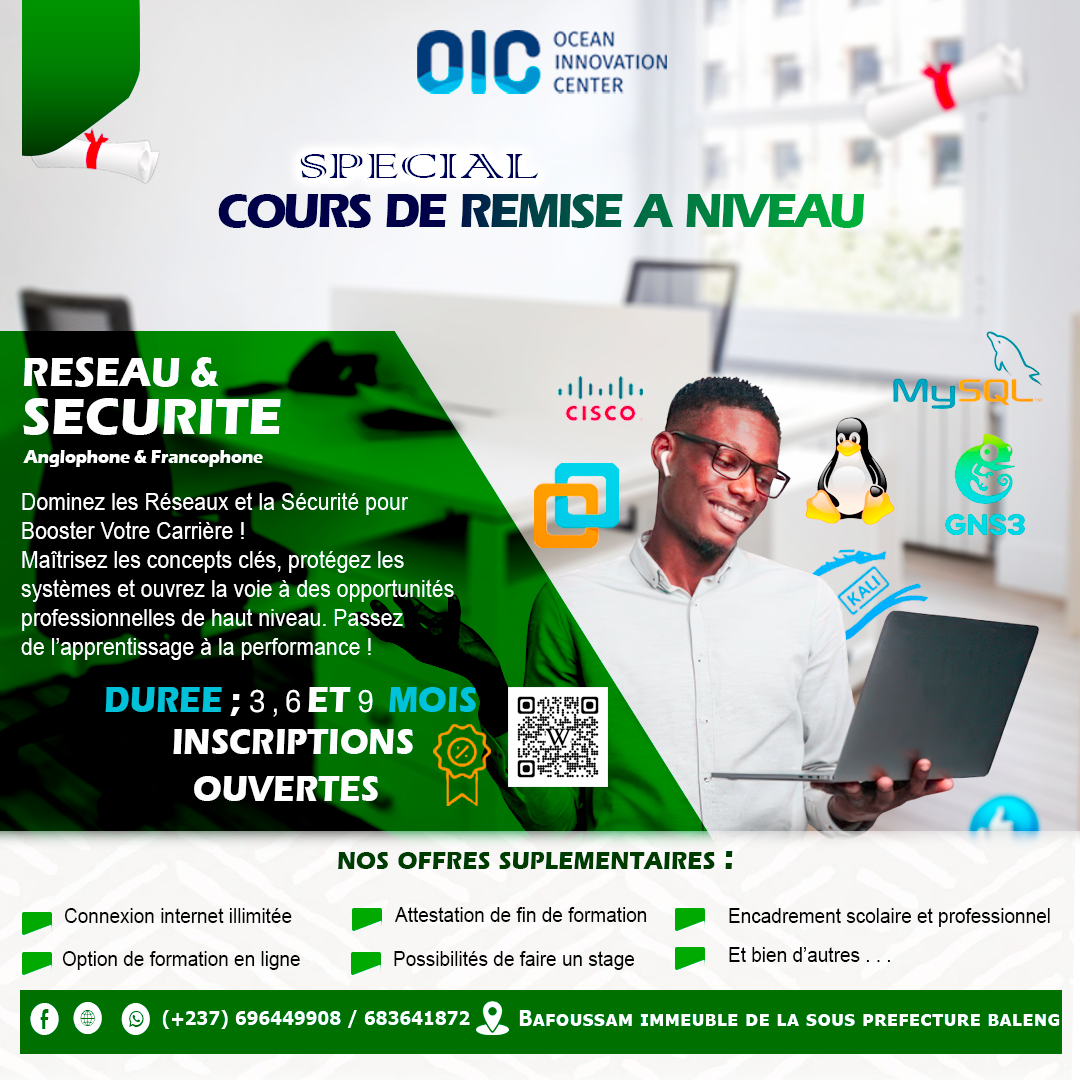 OIC
OCEAN
INNOVATION
CENTER
SPECIAL
COURS DE REMISE A NIVEAU
RESEAU &
SECURITE
Anglophone & Francophone
Dominez les Réseaux et la Sécurité pour
Booster Votre Carrière !
Maîtrisez les concepts clés, protégez les
systèmes et ouvrez la voie à des opportunités
professionnelles de haut niveau. Passez
de l’apprentissage à la performance !
DUREE ; 3 , 6 ET 9 MOIS
INSCRIPTIONS
OUVERTES
%
W
CISCO
MySQL™
GNS3
KALI
NOS OFFRES SUPLEMENTAIRES :
Connexion internet illimitée
Attestation de fin de formation
Encadrement scolaire et professionnel
Option de formation en ligne
Possibilités de faire un stage
Et bien d’autres . . .
f
(+237) 696449908 / 683641872
BAFOUSSAM IMMEUBLE DE LA SOUS PREFECTURE BALENG